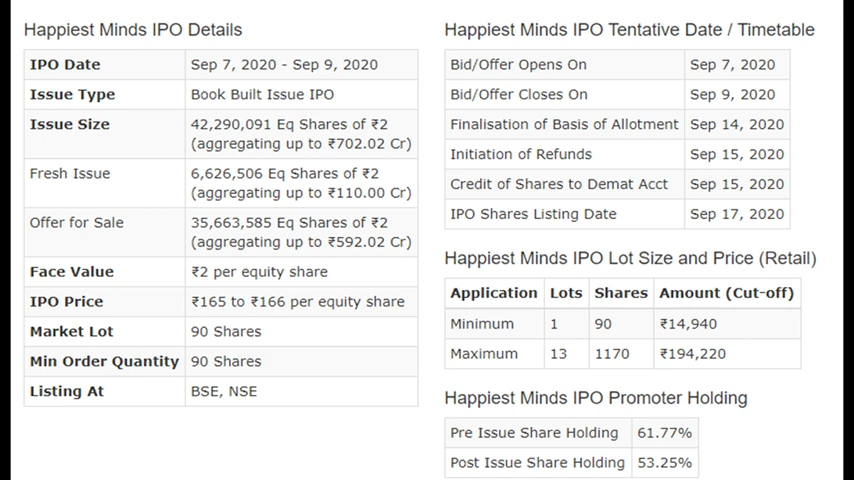 Happiest Minds IPO Details
IPO Date Sep 7, 2020 - Sep 9, 2020
Issue Type Book Built Issue IPO
Issue Size 42,290,091 Eq Shares of ₹2
(aggregating up to ₹702.02 Cr)
Fresh Issue 6,626,506 Eq Shares of ₹2
(aggregating up to ₹110.00 Cr)
Offer for Sale 35,663,585 Eq Shares of ₹2
(aggregating up to ₹592.02 Cr)
Face Value ₹2 per equity share
IPO Price ₹165 to ₹166 per equity share
Market Lot 90 Shares
Min Order Quantity 90 Shares
Listing At BSE, NSE
Happiest Minds IPO Tentative Date / Timetable
Bid/Offer Opens On Sep 7, 2020
Bid/Offer Closes On Sep 9, 2020
Finalisation of Basis of Allotment Sep 14, 2020
Initiation of Refunds Sep 15, 2020
Credit of Shares to Demat Acct Sep 15, 2020
IPO Shares Listing Date Sep 17, 2020
Happiest Minds IPO Lot Size and Price (Retail)
Application Lots Shares Amount (Cut-off)
Minimum 1 90 ₹14,940
Maximum 13 1170 ₹194,220
Happiest Minds IPO Promoter Holding
Pre Issue Share Holding 61.77%
Post Issue Share Holding 53.25%